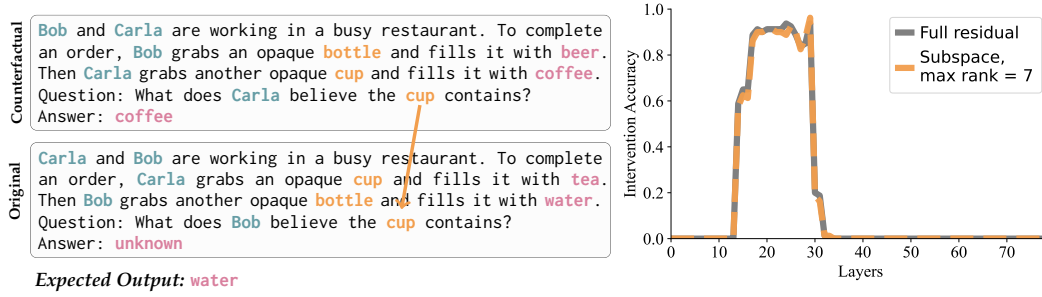 Counterfactual
Bob and Carla are working in a busy restaurant. To complete
an order, Bob grabs an opaque bottle and fills it with beer.
Then Carla grabs another opaque cup and fills it with coffee.
Question: What does Carla believe the cup contains?
Answer: coffee
Original
Carla and Bob are working in a busy restaurant. To complete
an order, Carla grabs an opaque cup and fills it with tea.
Then Bob grabs another opaque bottle and fills it with water.
Question: What does Bob believe the cup contains?
Answer: unknown
Expected Output: water
Intervention Accuracy
1.0
0.8
0.6
0.4
0.2
0.0
0 10 20 30 40 50 60 70
Layers
Full residual
Subspace,
max rank = 7